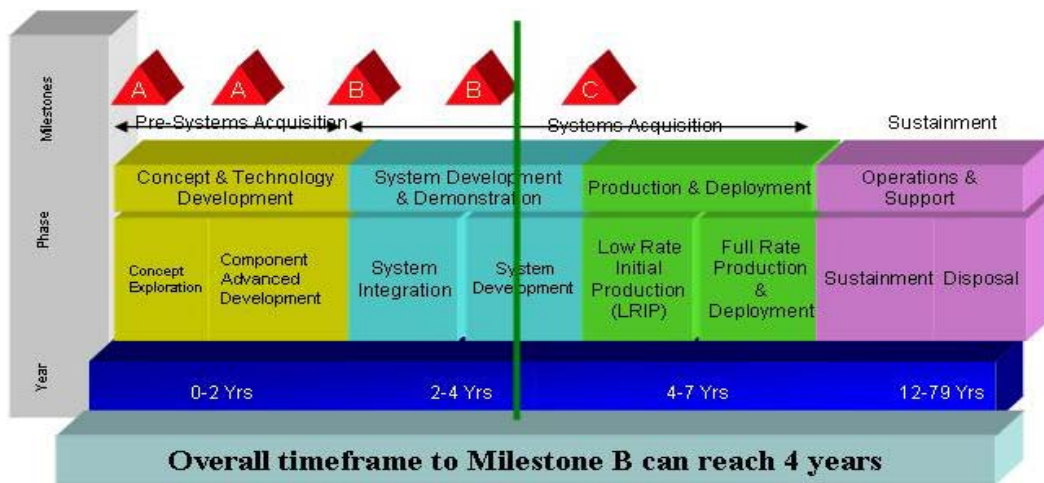 Milestones
A
A
B
B
C
Pre-Systems Acquisition
Systems Acquisition
Sustainment
Phase
Concept & Technology
Development
System Development
& Demonstration
Production & Deployment
Operations &
Support
Concept
Exploration
Component
Advanced
Development
System
Integration
System
Development
Low Rate
Initial
Production
(LRIP)
Full Rate
Production
&
Deployment
Sustainment
Disposal
Year
0-2 Yrs
2-4 Yrs
4-7 Yrs
12-79 Yrs
Overall timeframe to Milestone B can reach 4 years